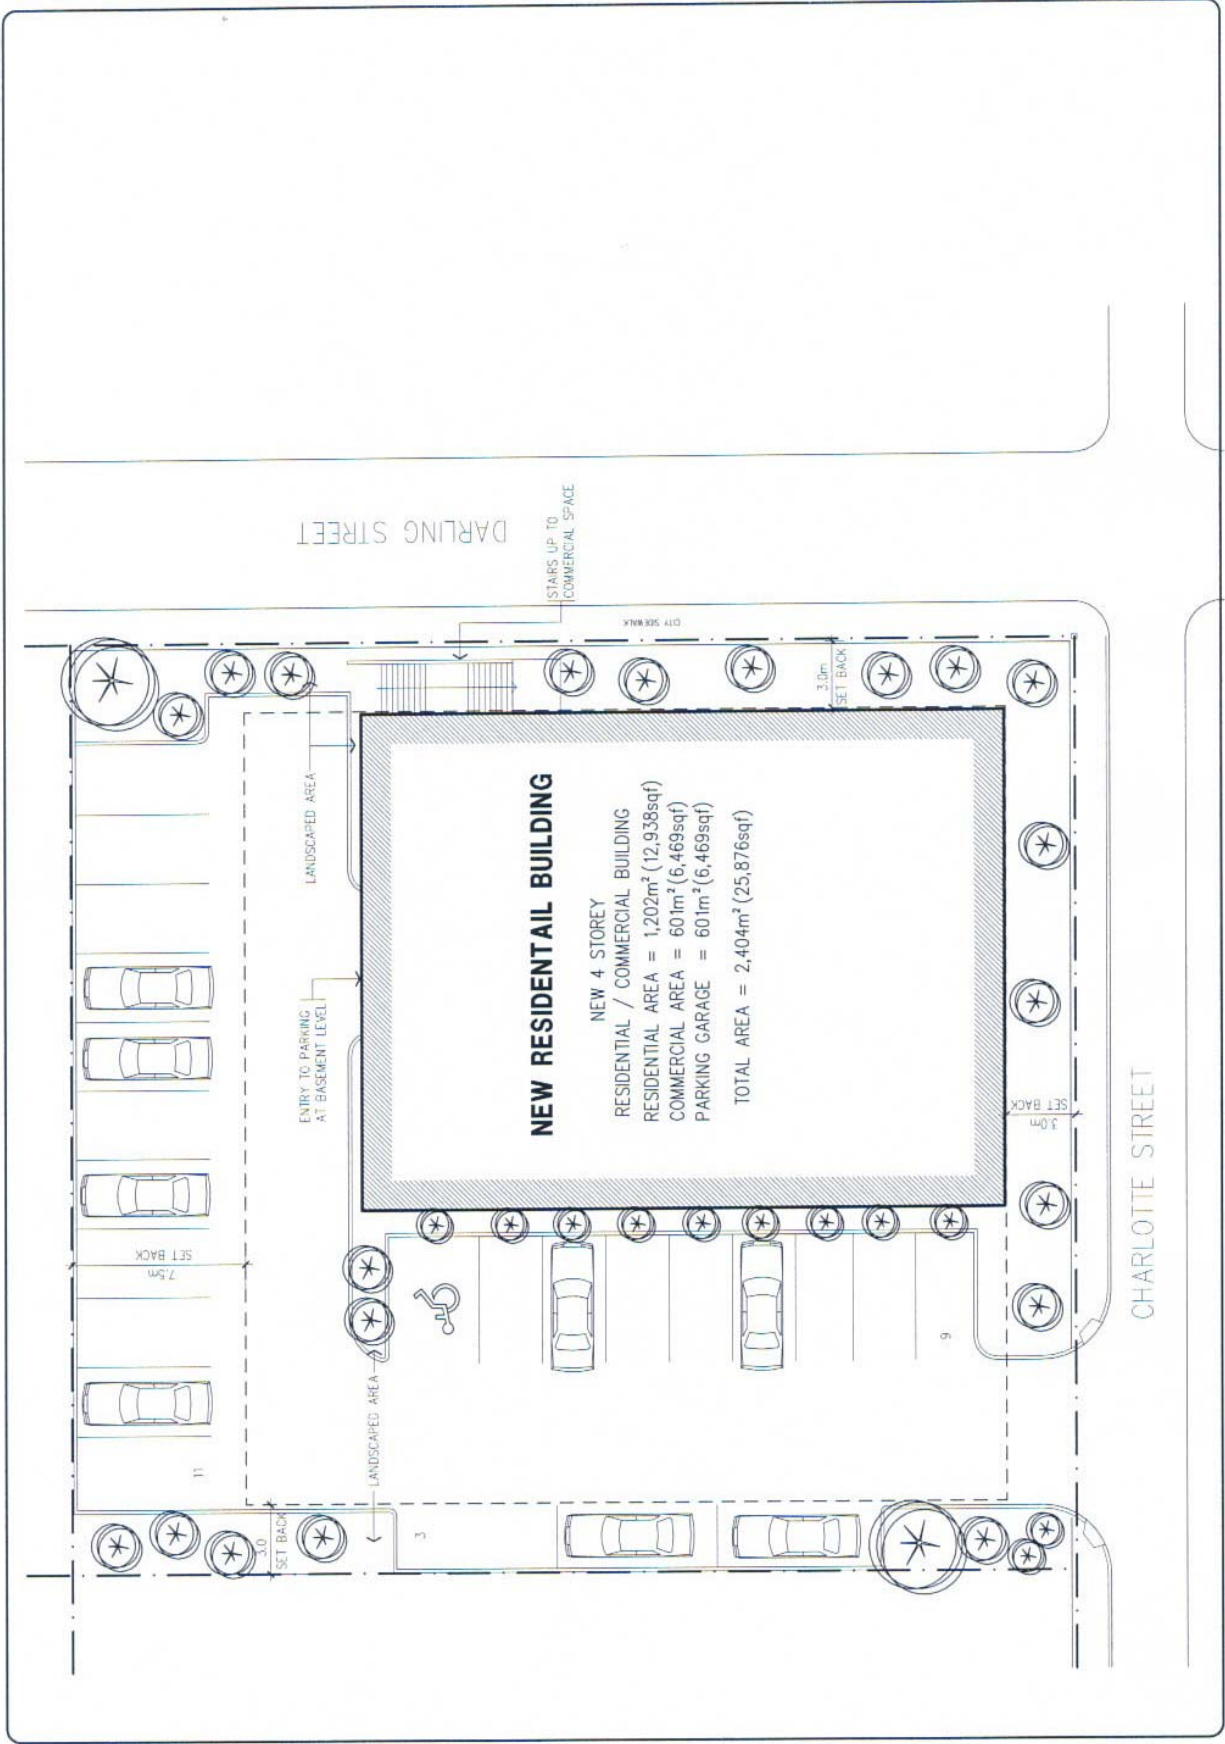 DARLING STREET
STAIRS UP TO
COMMERCIAL SPACE
CITY SIDEWALK
LANDSCAPED AREA
3.0m
SET BACK
ENTRY TO PARKING
AT BASEMENT LEVEL
NEW RESIDENTAIL BUILDING
NEW 4 STOREY
RESIDENTIAL / COMMERCIAL BUILDING
RESIDENTIAL AREA = 1,202m² (12,938sqf)
COMMERCIAL AREA = 601m² (6,469sqf)
PARKING GARAGE = 601m² (6,469sqf)
TOTAL AREA = 2,404m² (25,876sqf)
3.0m
SET BACK
CHARLOTTE STREET
7.5m
SET BACK
9
LANDSCAPED AREA
11
3
3.0
SET BACK